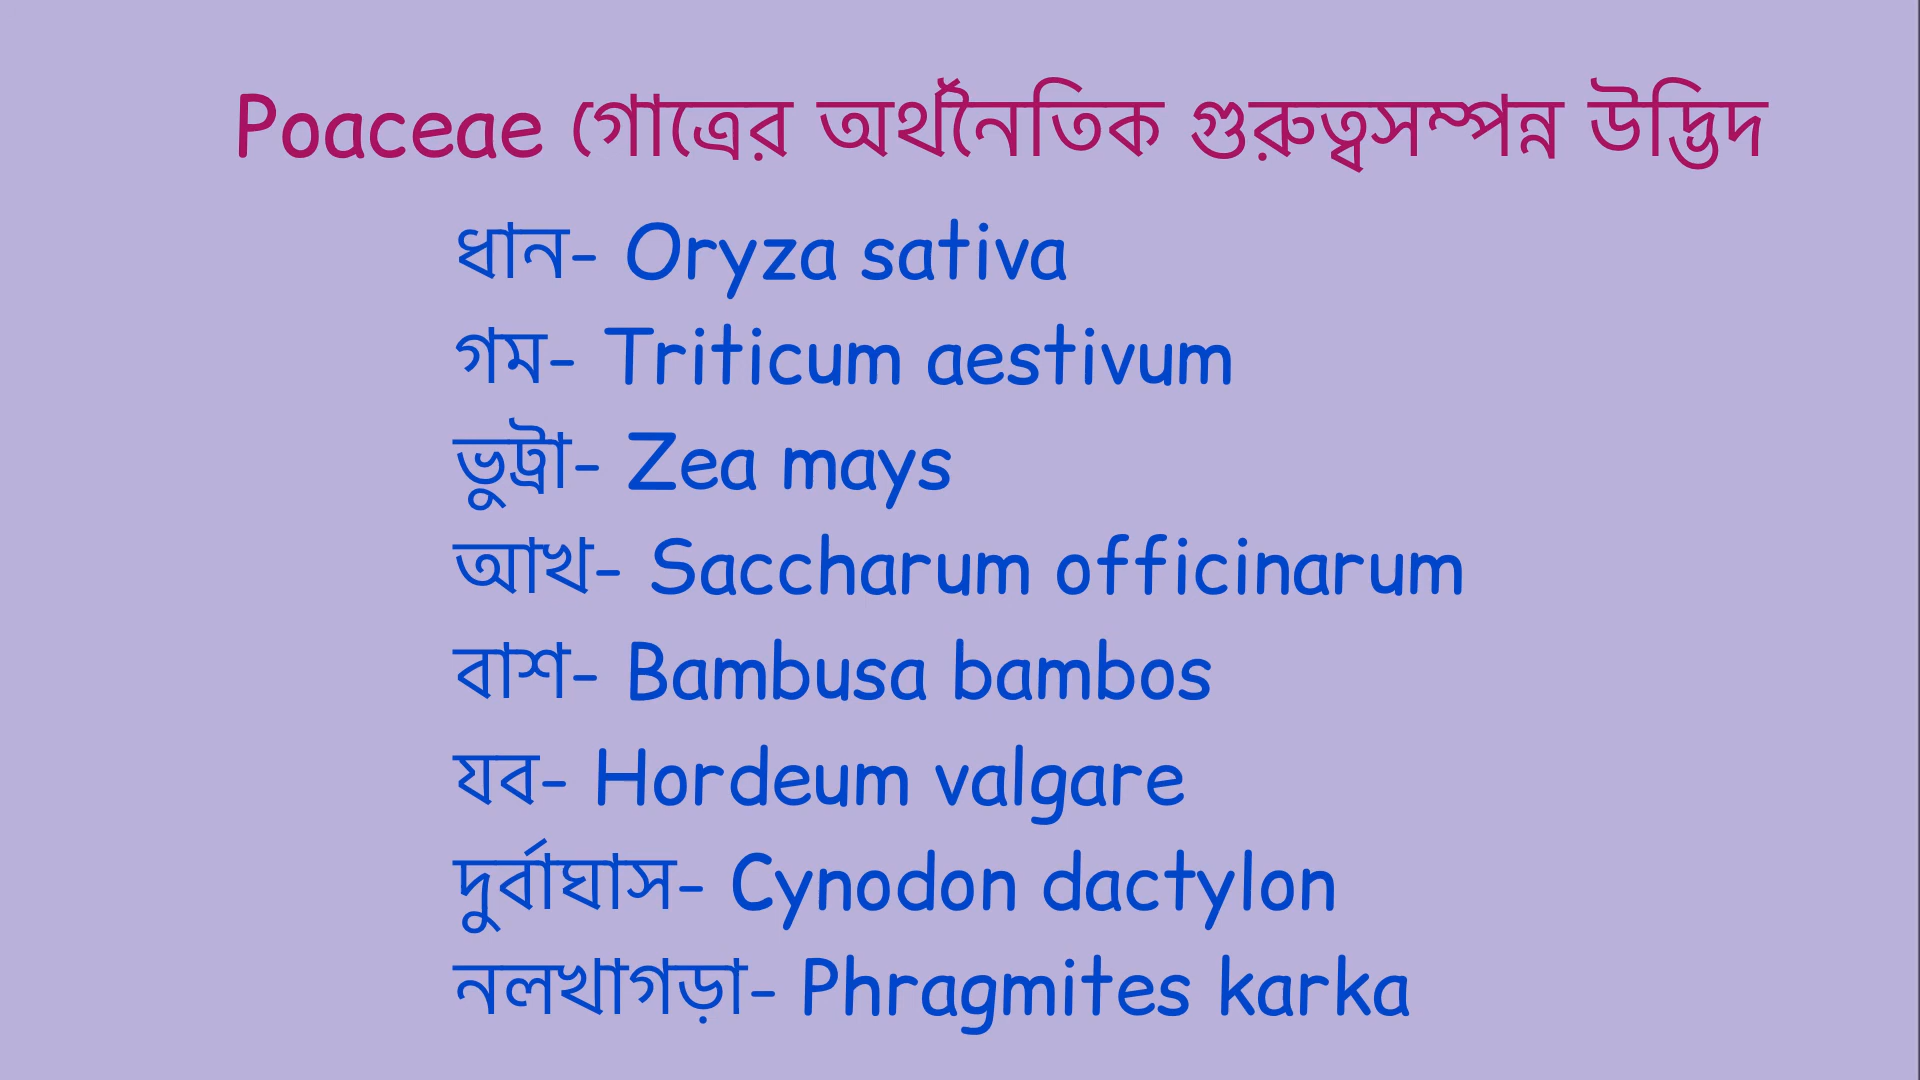 Poaceae গোত্রের অর্থনৈতিক গুরুত্বসম্পন্ন উদ্ভিদ
ধান- Oryza sativa
গম- Triticum aestivum
ভুট্রা- Zea mays
আখ- Saccharum officinarum
বাশ- Bambusa bambos
যব- Hordeum valgare
দুর্বাঘাস- Cynodon dactylon
নলখাগড়া- Phragmites karka